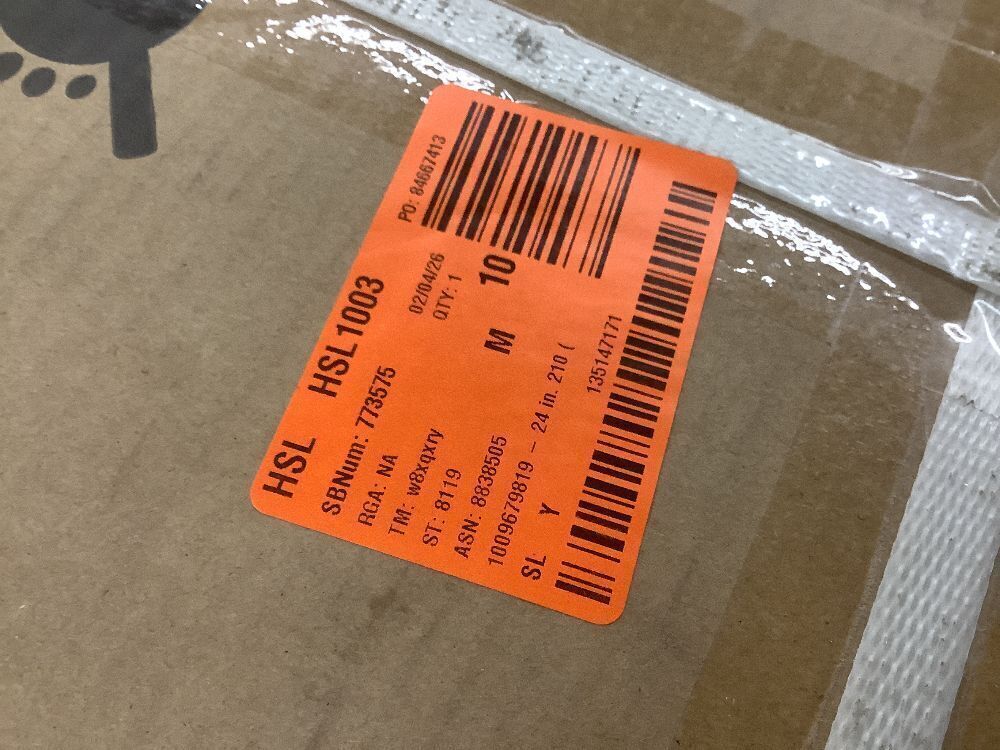 HSL HSL1003
SBNum: 773575
PO: 84667413
RGA: NA
02/04/26
TM: w8xqxry
QTY: 1
ST: 8119
ASN: 8838505
M 10
1009679819 – 24 in. 210 (
SL Y
135147171